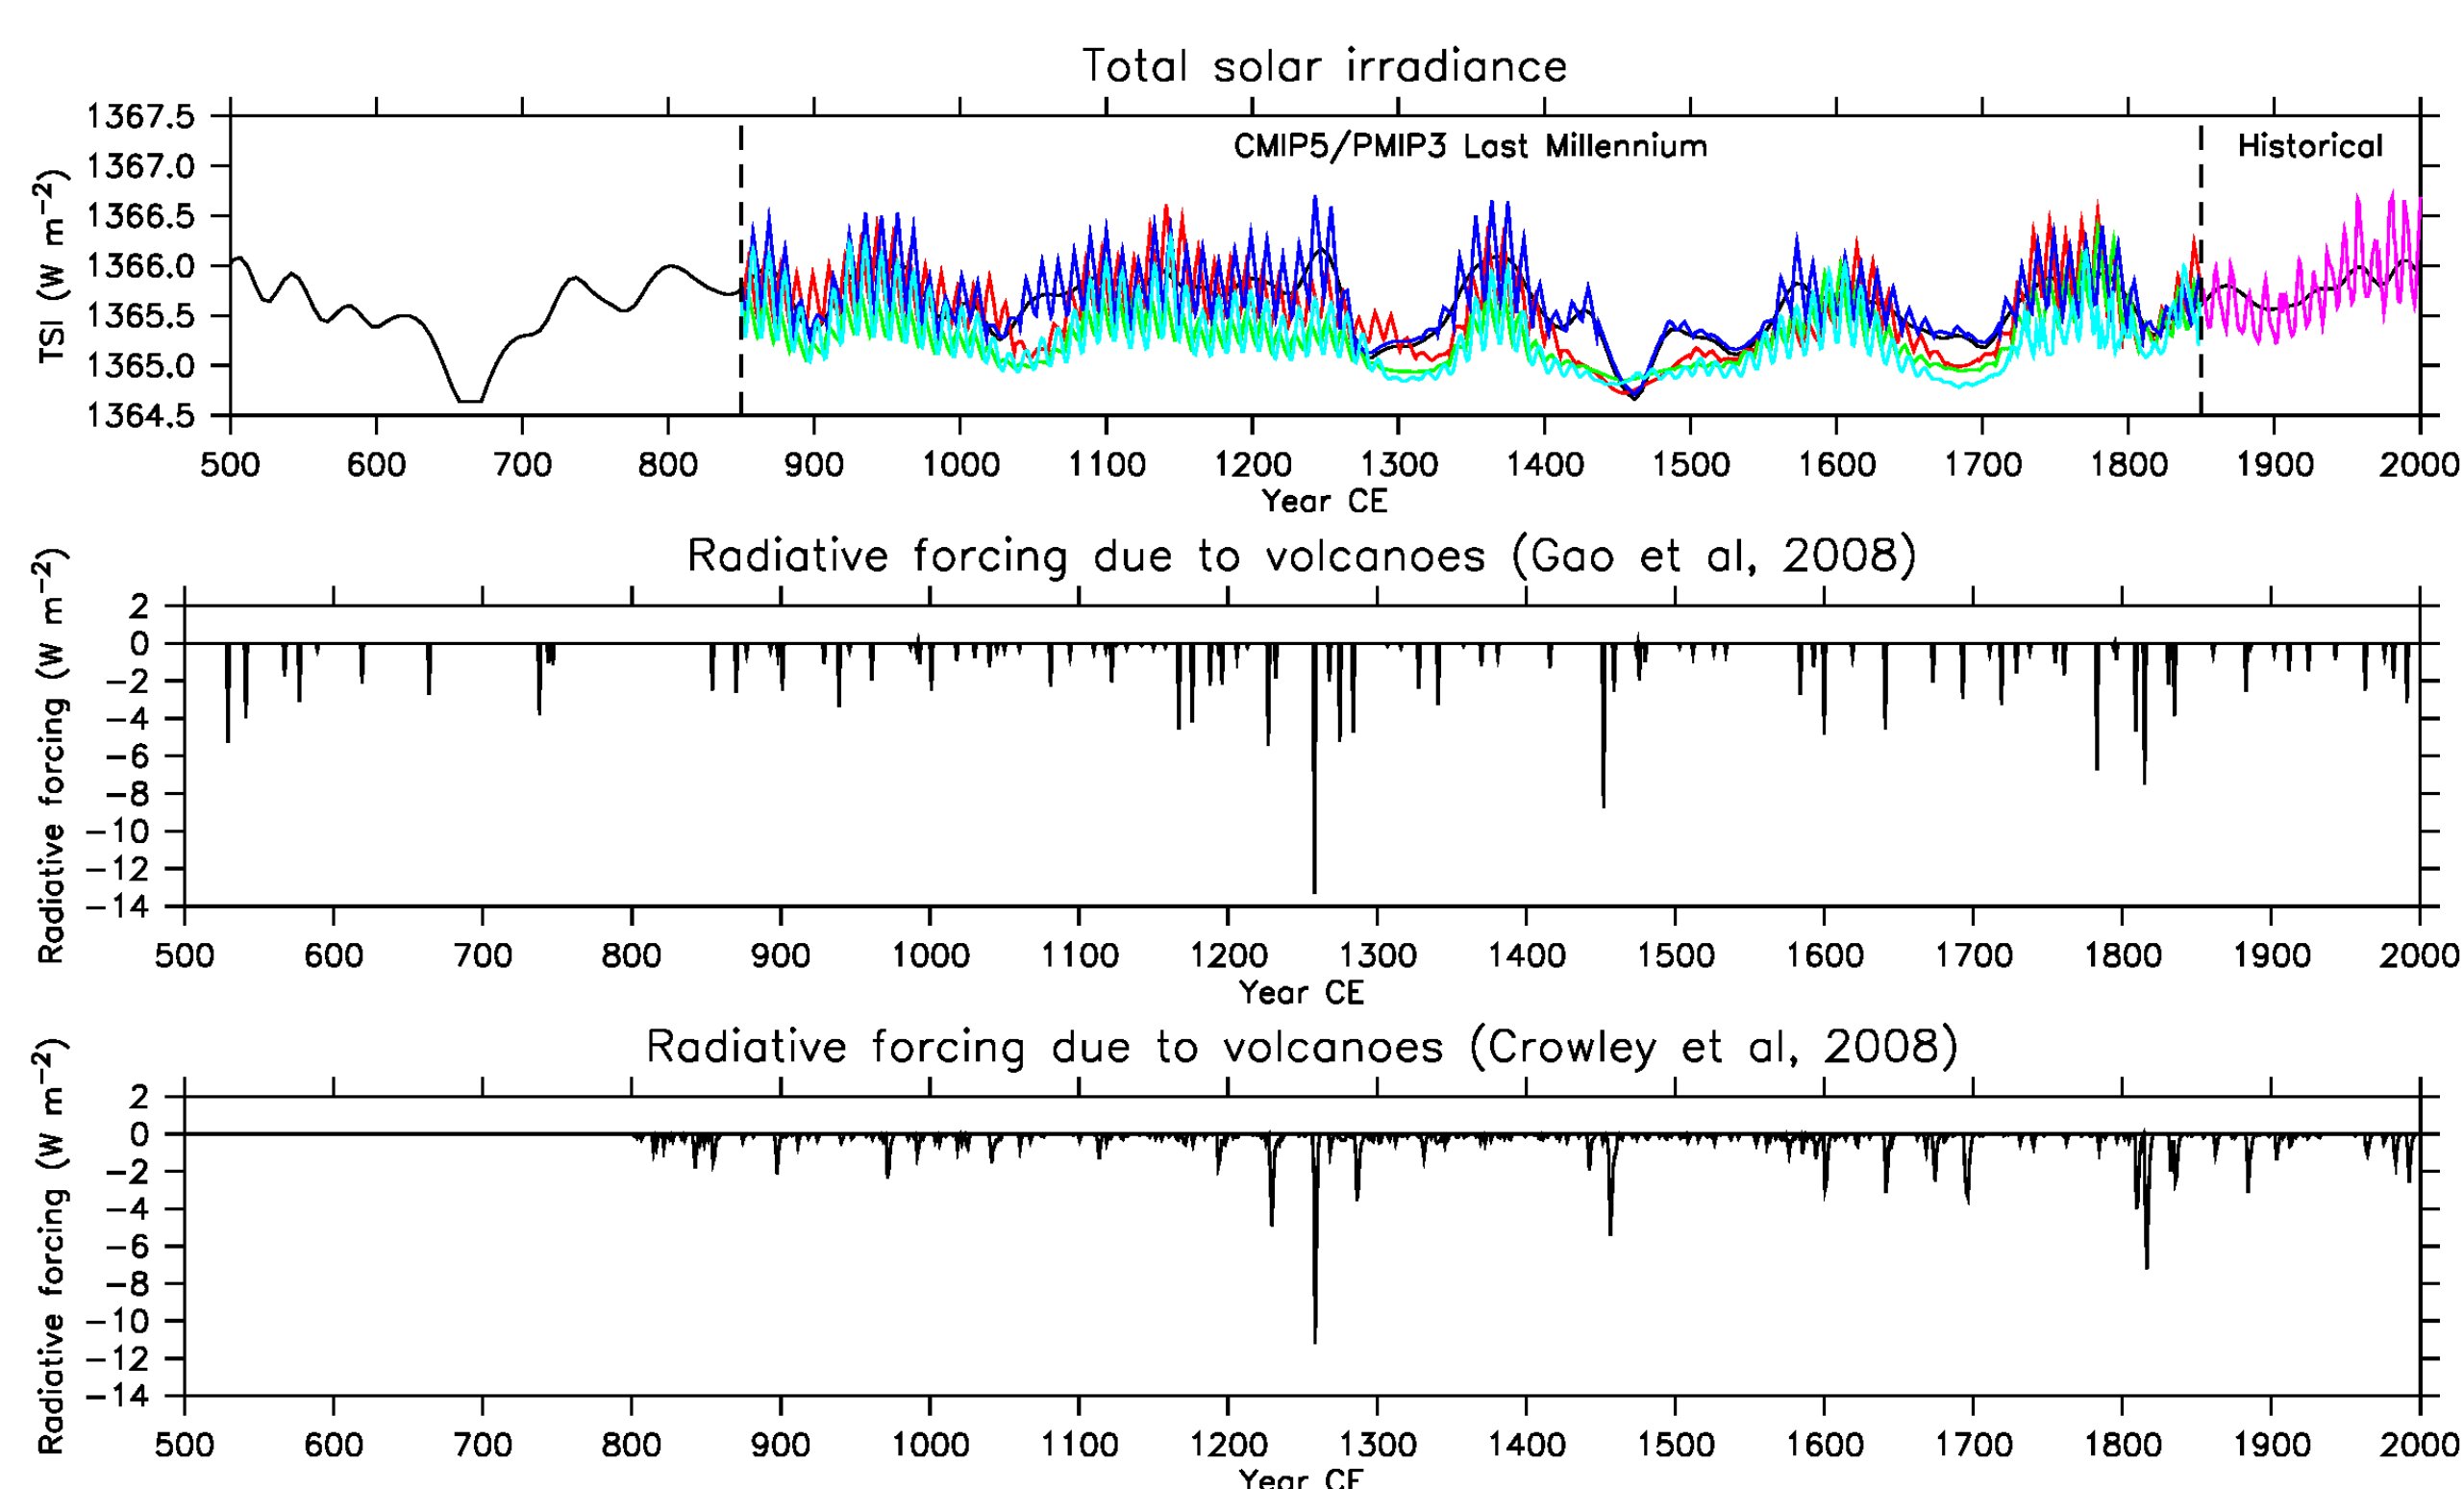 Total solar irradiance
TSI (W m−2)
1367.5
1367.0
1366.5
1366.0
1365.5
1365.0
1364.5
CMIP5/PMIP3 Last Millennium
Historical
500 600 700 800 900 1000 1100 1200 1300 1400 1500 1600 1700 1800 1900 2000
Year CE
Radiative forcing due to volcanoes (Gao et al, 2008)
Radiative forcing (W m−2)
2
0
−2
−4
−6
−8
−10
−12
−14
500 600 700 800 900 1000 1100 1200 1300 1400 1500 1600 1700 1800 1900 2000
Year CE
Radiative forcing due to volcanoes (Crowley et al, 2008)
Radiative forcing (W m−2)
2
0
−2
−4
−6
−8
−10
−12
−14
500 600 700 800 900 1000 1100 1200 1300 1400 1500 1600 1700 1800 1900 2000
Year CE